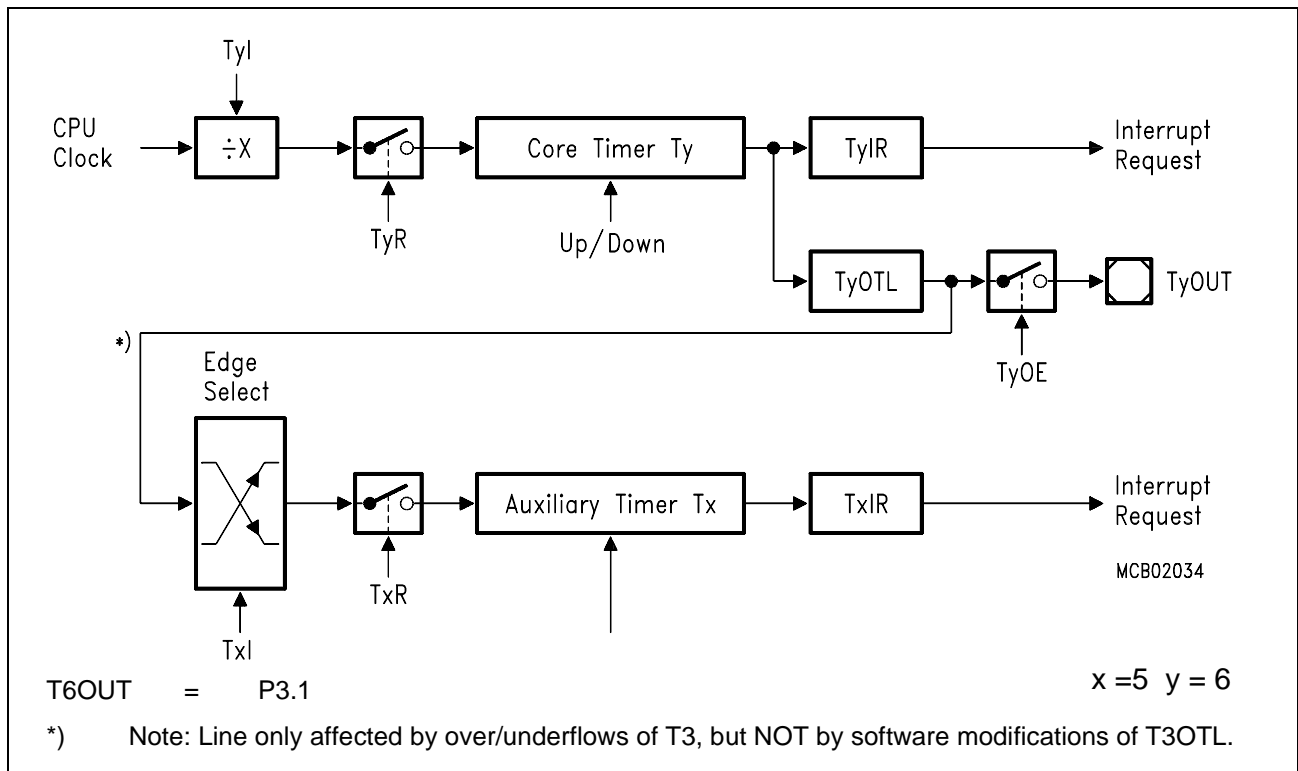 TyI
CPU
Clock
÷X
Core Timer Ty
TyIR
Interrupt
Request
TyR
Up/Down
TyOTL
TyOUT
*)
TyOE
Edge
Select
Auxiliary Timer Tx
TxIR
Interrupt
Request
TxR
MCB02034
TxI
T6OUT = P3.1
x =5 y = 6
*) Note: Line only affected by over/underflows of T3, but NOT by software modifications of T3OTL.